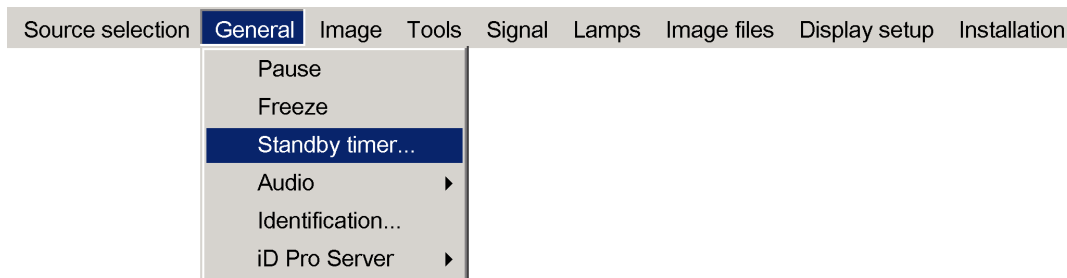 Source selection General Image Tools Signal Lamps Image files Display setup Installation
Pause
Freeze
Standby timer...
Audio
Identification...
iD Pro Server